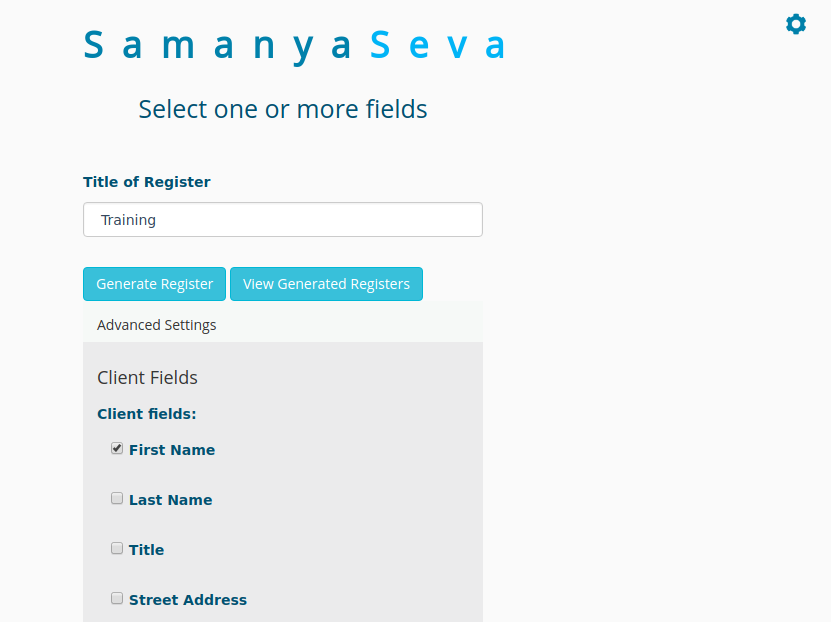 SamanyaSeva
Select one or more fields
Title of Register
Training
Generate Register View Generated Registers
Advanced Settings
Client Fields
Client fields:
First Name
Last Name
Title
Street Address